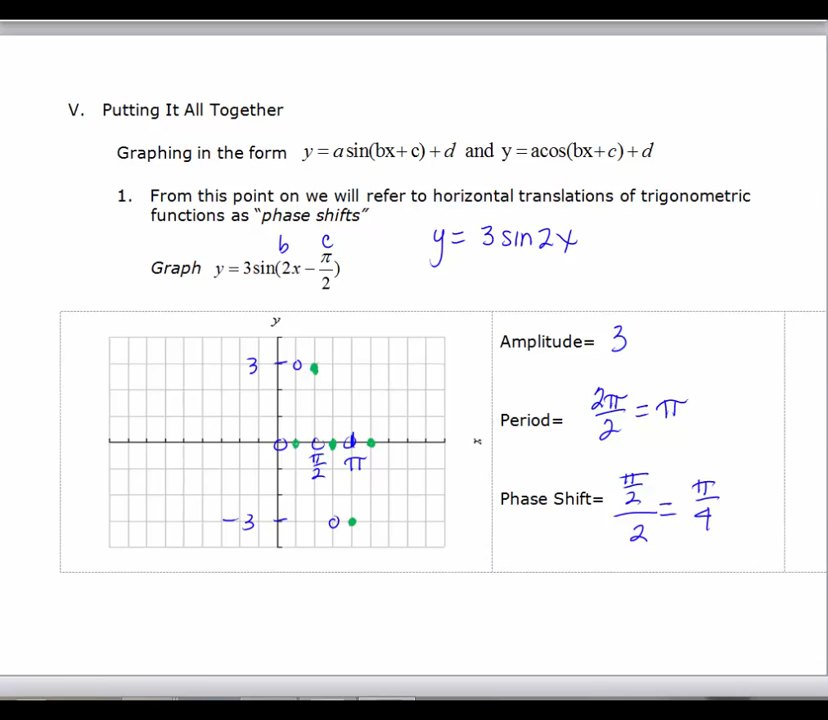 V. Putting It All Together
Graphing in the form y = a sin(bx + c) + d and y = acos(bx + c) + d
1. From this point on we will refer to horizontal translations of trigonometric
functions as "phase shifts"
b c
y = 3 sin 2x
Graph y = 3sin(2x − π/2)
y
Amplitude= 3
3
Period= 2π/2 = π
x
π/2 π
Phase Shift= π/2/2 = π/4
−3